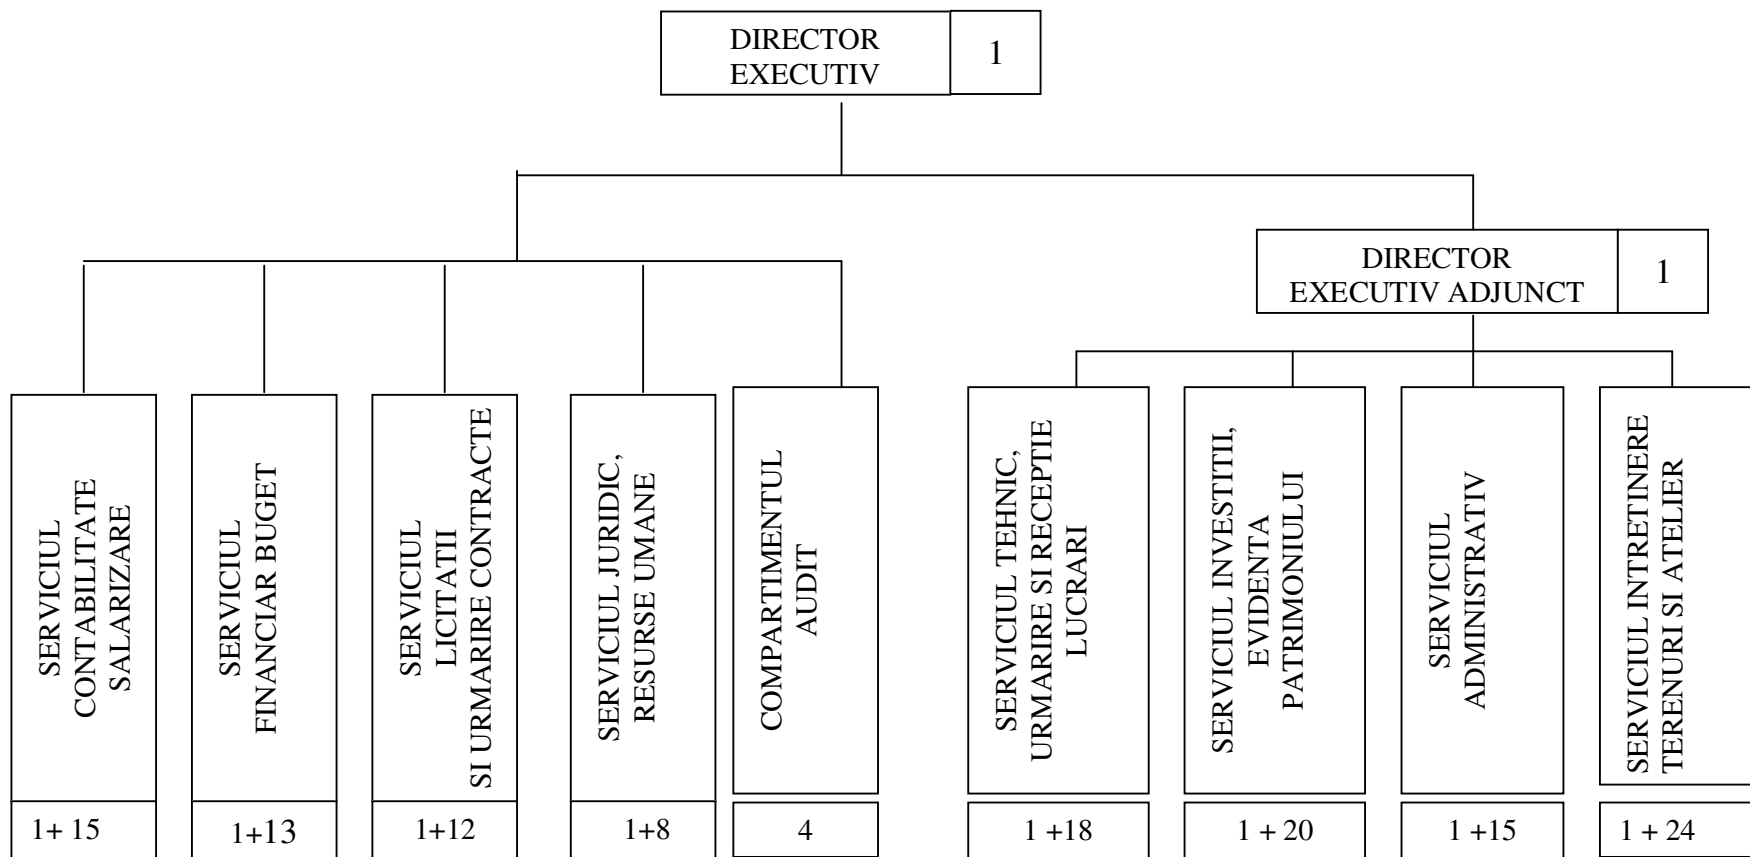 DIRECTOR
EXECUTIV
1
DIRECTOR
EXECUTIV ADJUNCT
1
SERVICIUL
CONTABILITATE
SALARIZARE
SERVICIUL
FINANCIAR BUGET
SERVICIUL
LICITATII
SI URMARIRE CONTRACTE
SERVICIUL JURIDIC,
RESURSE UMANE
COMPARTIMENTUL
AUDIT
SERVICIUL TEHNIC,
URMARIRE SI RECEPTIE
LUCRARI
SERVICIUL INVESTITII,
EVIDENTA
PATRIMONIULUI
SERVICIUL
ADMINISTRATIV
SERVICIUL INTRETINERE
TERENURI SI ATELIER
1+ 15
1+13
1+12
1+8
4
1 +18
1 + 20
1 +15
1 + 24